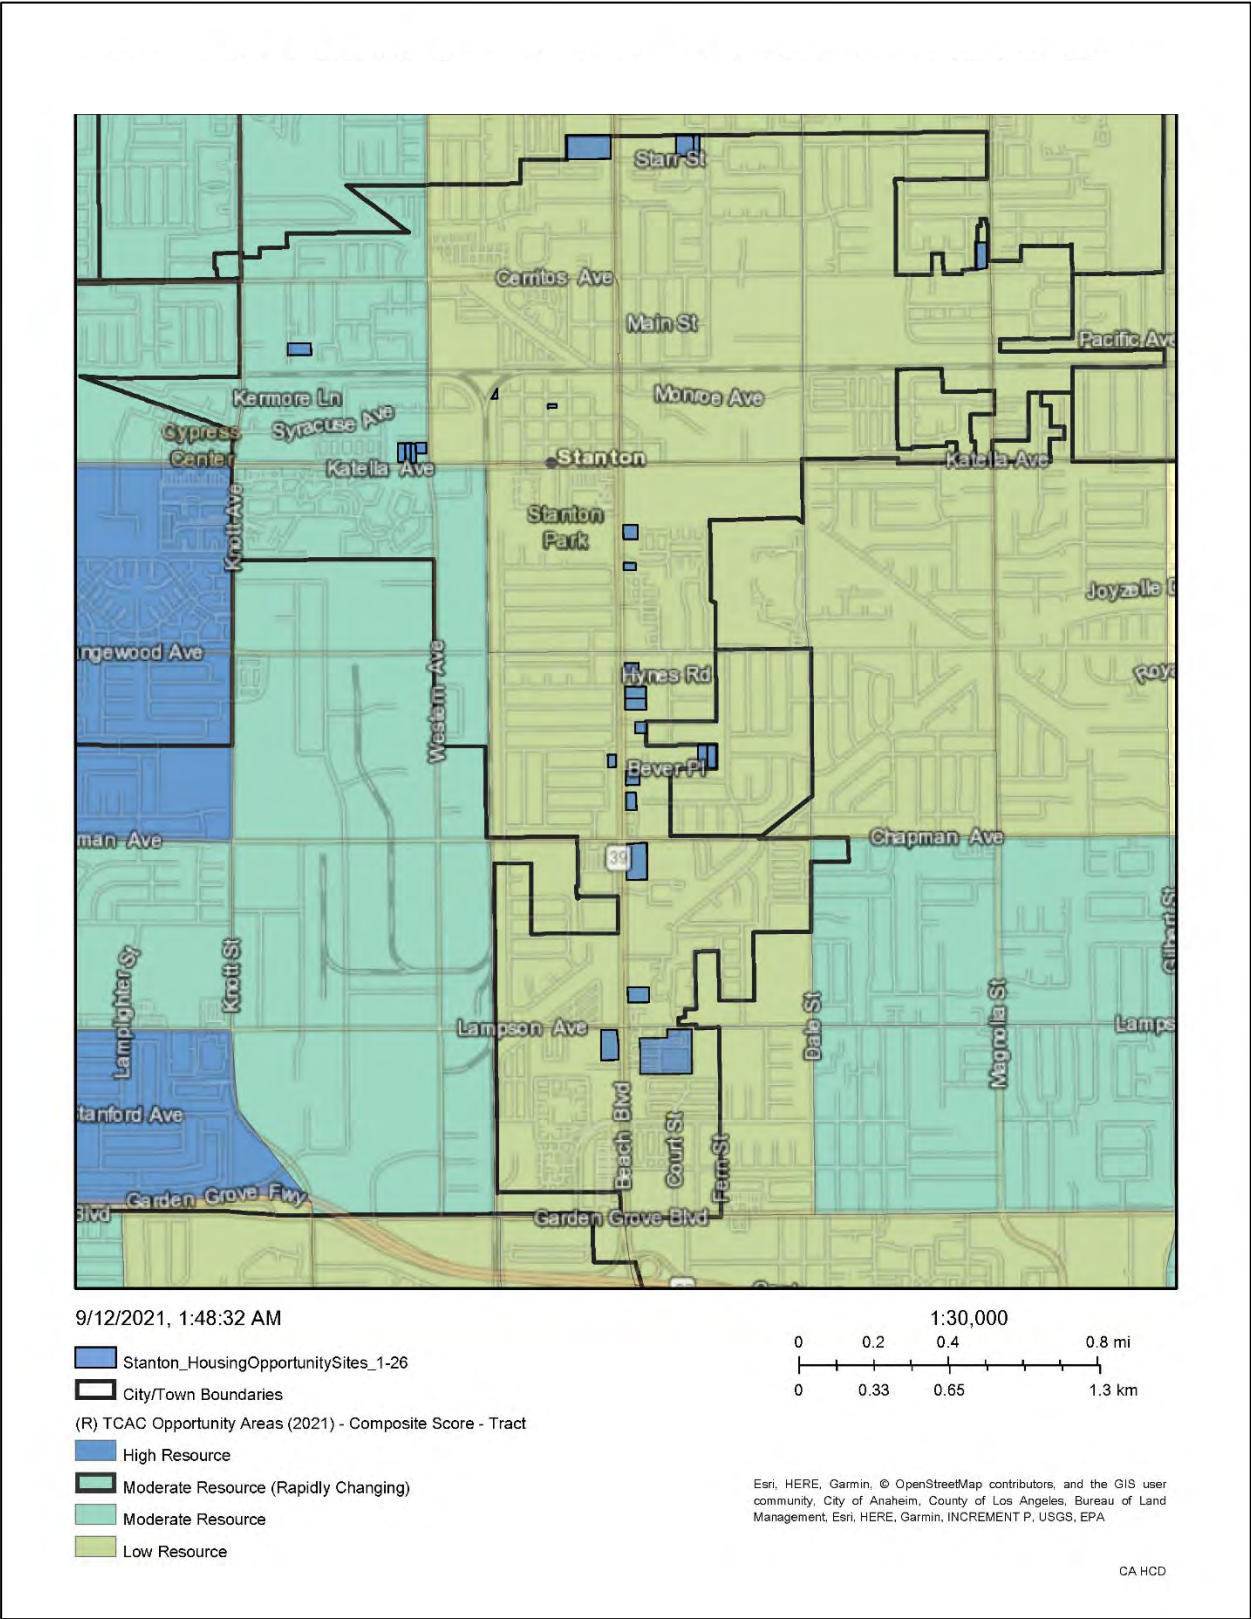 Starr St
Cerritos Ave
Main St
Pacific Ave
Kermore Ln
Monroe Ave
Syracuse Ave
Cypress
Center
Katella Ave
Stanton
Katella Ave
Knott Ave
Stanton
Park
Joyzelle D
ngewood Ave
Western Ave
Hynes Rd
Roya
Bever Pl
man Ave
39
Chapman Ave
Lamplighter St
Knott St
Gilbert St
Lampson Ave
Dale St
Magnolia St
Lamps
tanford Ave
Beach Blvd
Court St
Fern St
Garden Grove Fwy
Blvd
Garden Grove Blvd
9/12/2021, 1:48:32 AM
1:30,000
0 0.2 0.4 0.8 mi
0 0.33 0.65 1.3 km
Stanton_HousingOpportunitySites_1-26
City/Town Boundaries
(R) TCAC Opportunity Areas (2021) - Composite Score - Tract
High Resource
Moderate Resource (Rapidly Changing)
Moderate Resource
Low Resource
Esri, HERE, Garmin, © OpenStreetMap contributors, and the GIS user
community, City of Anaheim, County of Los Angeles, Bureau of Land
Management, Esri, HERE, Garmin, INCREMENT P, USGS, EPA
CA HCD